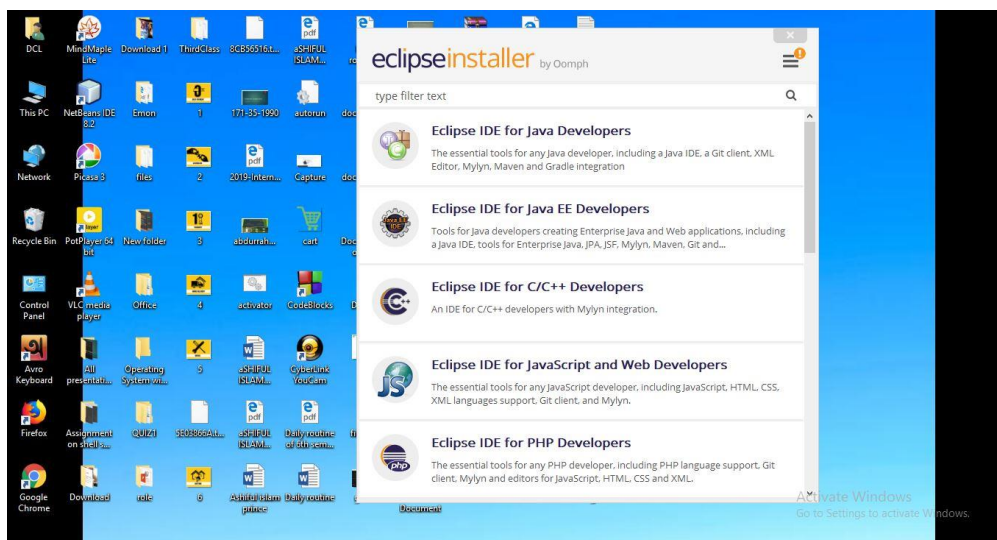 DCL
MindMaple
Lite
Download 1
ThirdClass
8CB56516.t...
aSHIFUL
ISLAM...
This PC
NetBeans IDE
8.2
Emon
1
171-35-1990
autorun
doc
Network
Picasa 3
files
2
2019-Intern...
Capture
doc
Recycle Bin
PotPlayer 64
bit
New folder
3
abdurrah...
cart
Doc
Control
Panel
VLC media
player
Office
4
activator
CodeBlocks
D
Avro
Keyboard
All
presentati...
Operating
System wi...
5
aSHIFUL
ISLAM...
CyberLink
YouCam
Firefox
Assignment
on shell s...
QUIZ1
5E03866A.t...
aSHIFUL
ISLAM...
Daily routine
of 6th sem...
Google
Chrome
Download
role
6
Ashiful islam
prince
Daily routine
Document
eclipseinstaller by Oomph
type filter text
Eclipse IDE for Java Developers
The essential tools for any Java developer, including a Java IDE, a Git client, XML
Editor, Mylyn, Maven and Gradle integration
Eclipse IDE for Java EE Developers
Tools for Java developers creating Enterprise Java and Web applications, including
a Java IDE, tools for Enterprise Java, JPA, JSF, Mylyn, Maven, Git and...
Eclipse IDE for C/C++ Developers
An IDE for C/C++ developers with Mylyn integration.
Eclipse IDE for JavaScript and Web Developers
The essential tools for any JavaScript developer, including JavaScript, HTML, CSS,
XML languages support, Git client, and Mylyn.
Eclipse IDE for PHP Developers
The essential tools for any PHP developer, including PHP language support, Git
client, Mylyn and editors for JavaScript, HTML, CSS and XML.
Activate Windows
Go to Settings to activate Windows.